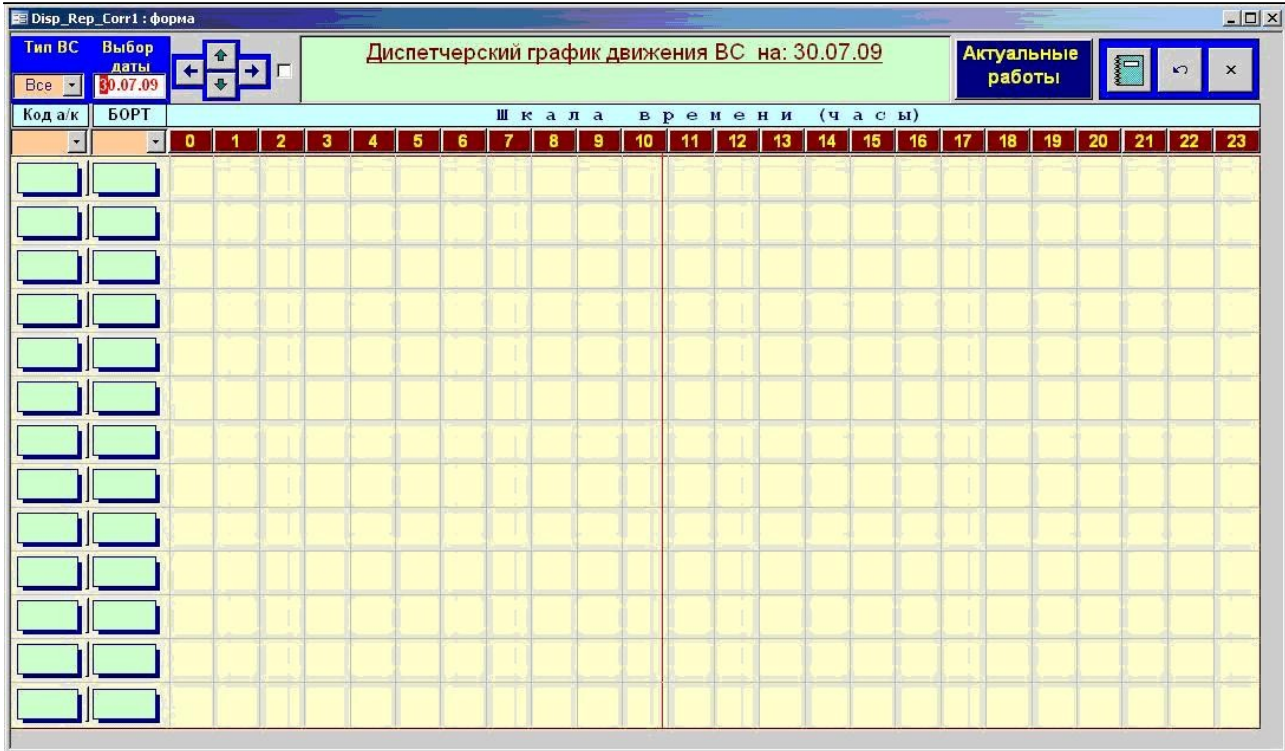 Disp_Rep_Corr1 : форма
Тип ВС Выбор даты
Все 30.07.09
Диспетчерский график движения ВС на: 30.07.09
Актуальные работы
Код а/к БОРТ Шкала времени (часы)
0 1 2 3 4 5 6 7 8 9 10 11 12 13 14 15 16 17 18 19 20 21 22 23